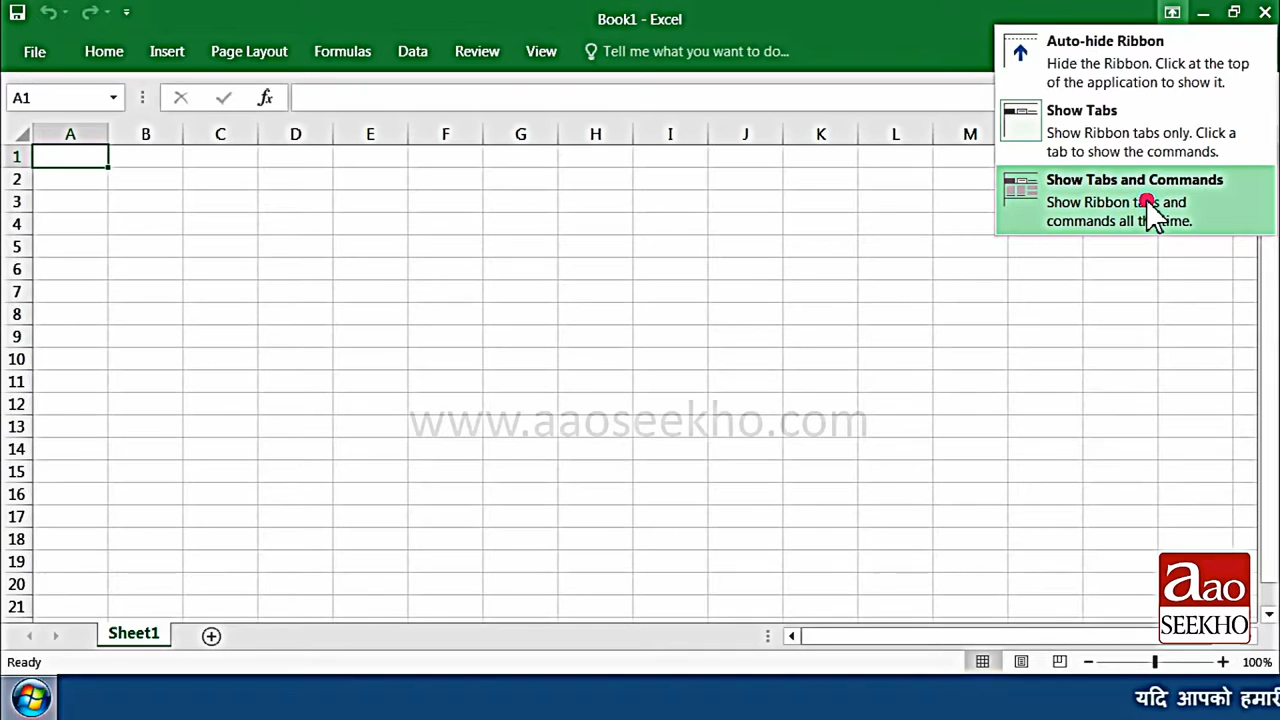 Book1 - Excel
File Home Insert Page Layout Formulas Data Review View Tell me what you want to do...
Auto-hide Ribbon
Hide the Ribbon. Click at the top
of the application to show it.
Show Tabs
Show Ribbon tabs only. Click a
tab to show the commands.
Show Tabs and Commands
Show Ribbon tabs and
commands all the time.
A1 fx
A B C D E F G H I J K L M
1
2
3
4
5
6
7
8
9
10
11
12
13
14
15
16
17
18
19
20
21
www.aaoseekho.com
aao
SEEKHO
Sheet1
Ready 100%
यदि आपको हमारी